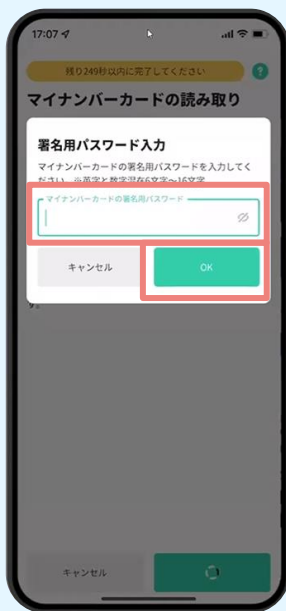 17:07
残り249秒以内に完了してください
?
マイナンバーカードの読み取り
署名用パスワード入力
マイナンバーカードの署名用パスワードを入力してく
ださい。※英字と数字混在6文字～16文字
マイナンバーカードの署名用パスワード
キャンセル
OK
す。
キャンセル